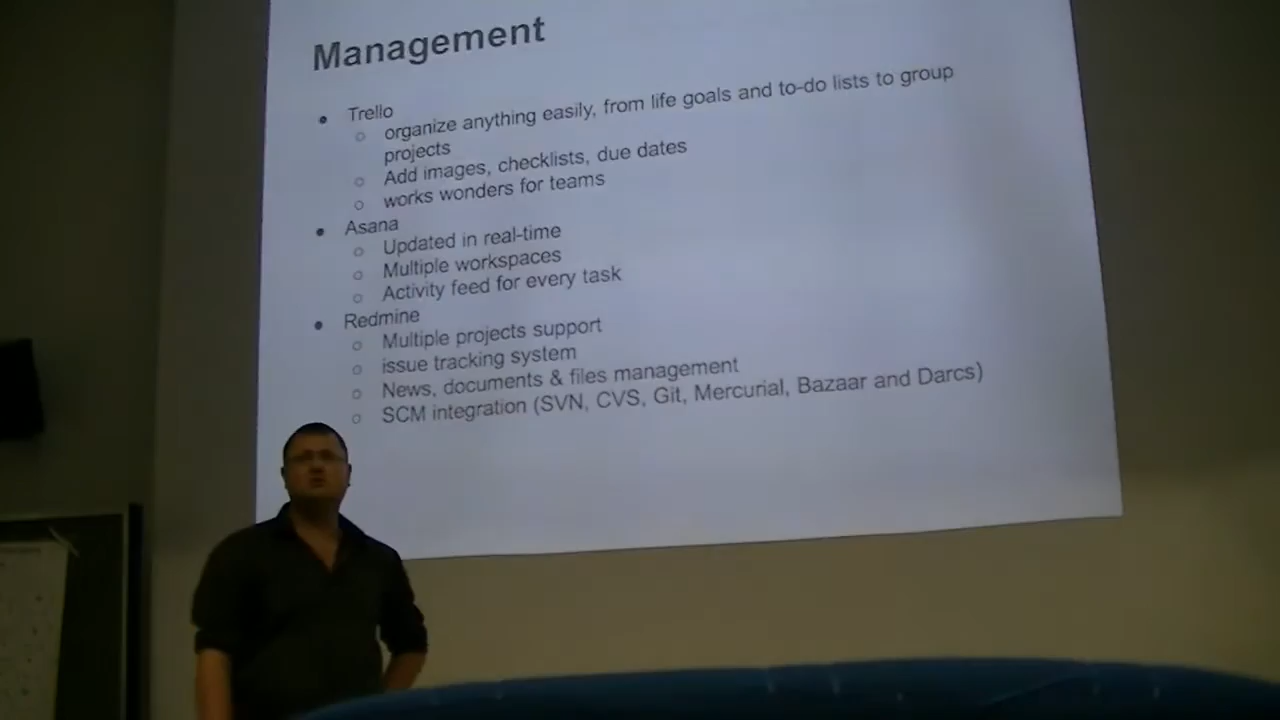 Management
Trello
organize anything easily, from life goals and to-do lists to group
projects
Add images, checklists, due dates
works wonders for teams
Asana
Updated in real-time
Multiple workspaces
Activity feed for every task
Redmine
Multiple projects support
issue tracking system
News, documents & files management
SCM integration (SVN, CVS, Git, Mercurial, Bazaar and Darcs)